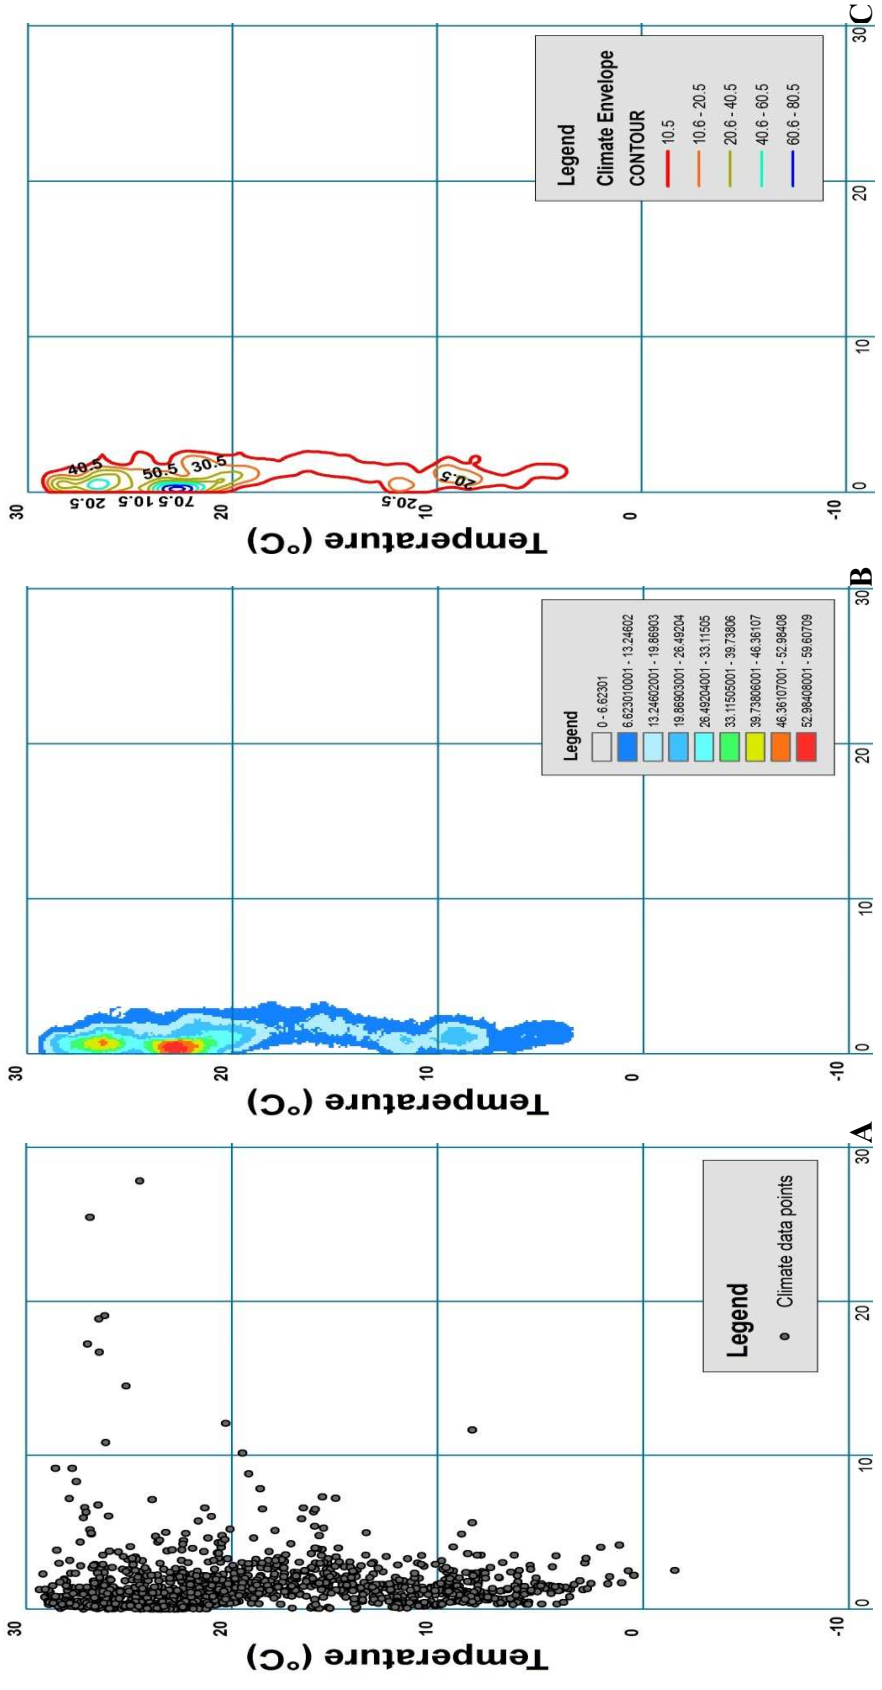 A
Temperature (°C)
30
20
10
0
-10
0
10
20
30
Legend
Climate data points
B
Temperature (°C)
30
20
10
0
-10
0
10
20
30
Legend
0 - 6.62301
6.623010001 - 13.24602
13.24602001 - 19.86903
19.86903001 - 26.49204
26.49204001 - 33.11505
33.11505001 - 39.73806
39.73806001 - 46.36107
46.36107001 - 52.98408
52.98408001 - 59.60709
C
Temperature (°C)
30
20
10
0
-10
0
10
20
30
40.5
50.5
30.5
20.5
20.5
10.5
70.5
20.5
Legend
Climate Envelope
CONTOUR
10.5
10.6 - 20.5
20.6 - 40.5
40.6 - 60.5
60.6 - 80.5